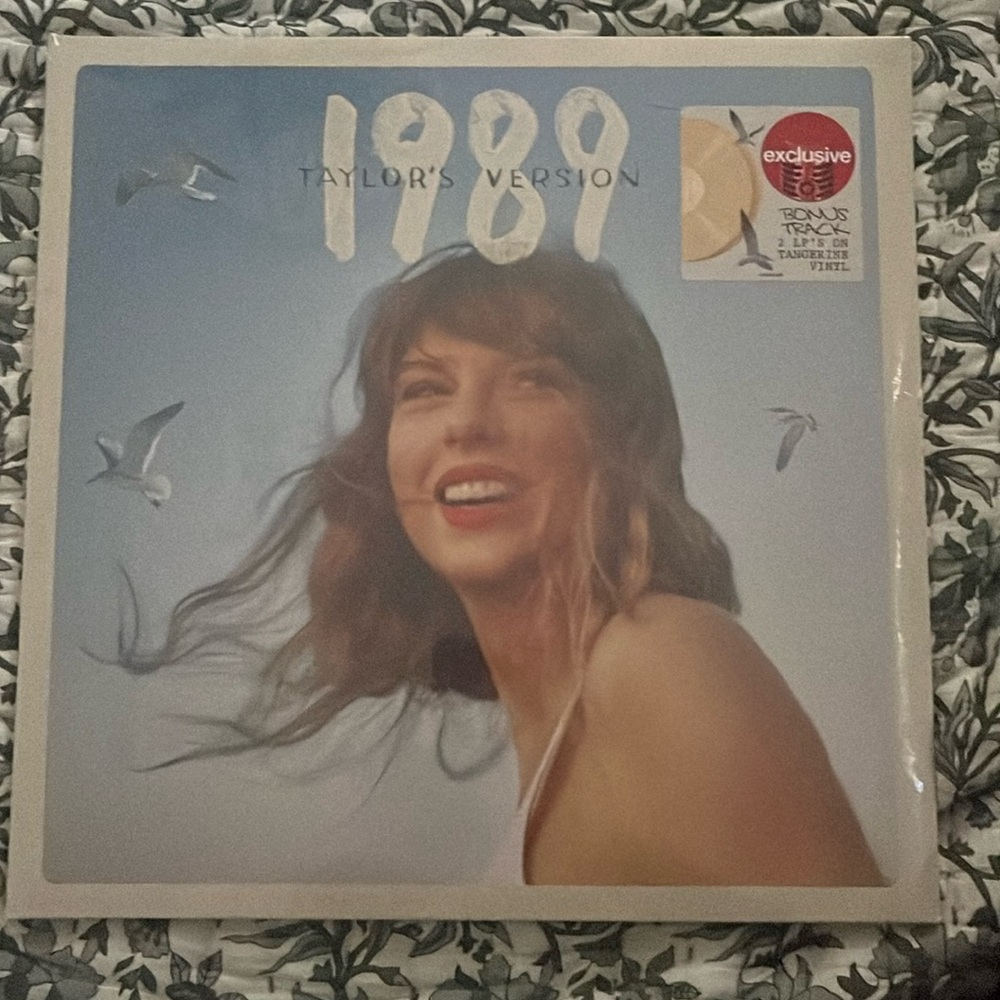 1989
TAYLOR'S VERSION
exclusive
BONUS
TRACK
2 LP'S ON
TANGERINE
VINYL